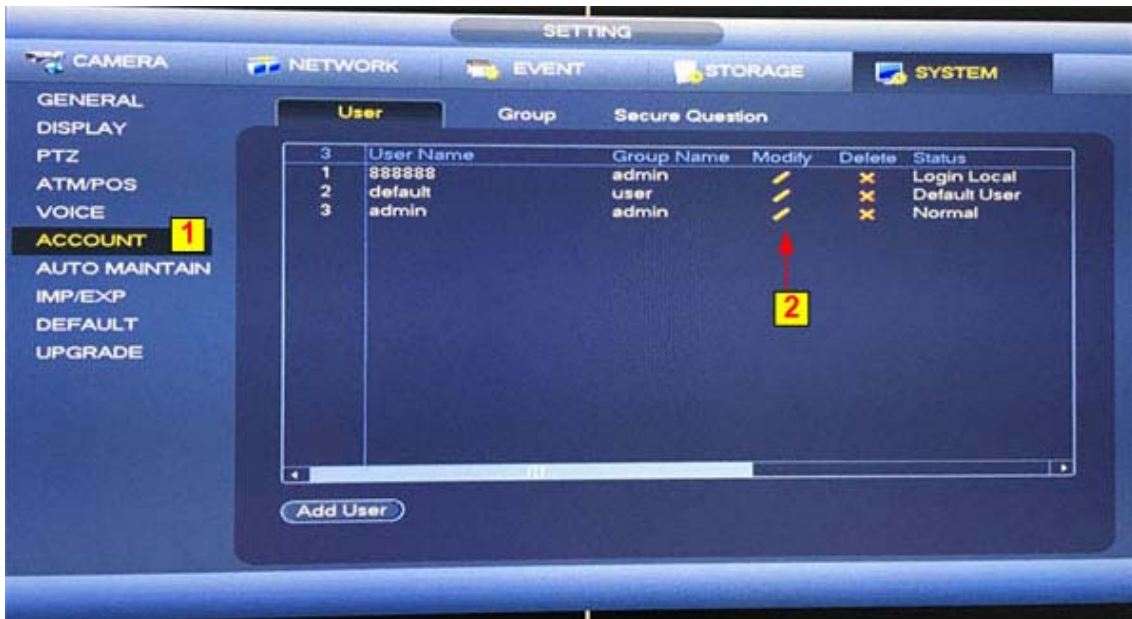 SETTING
CAMERA NETWORK EVENT STORAGE SYSTEM
GENERAL
DISPLAY
PTZ
ATM/POS
VOICE
ACCOUNT 1
AUTO MAINTAIN
IMP/EXP
DEFAULT
UPGRADE
User Group Secure Question
3 User Name Group Name Modify Delete Status
1 888888 admin Login Local
2 default user Default User
3 admin admin Normal
2
Add User